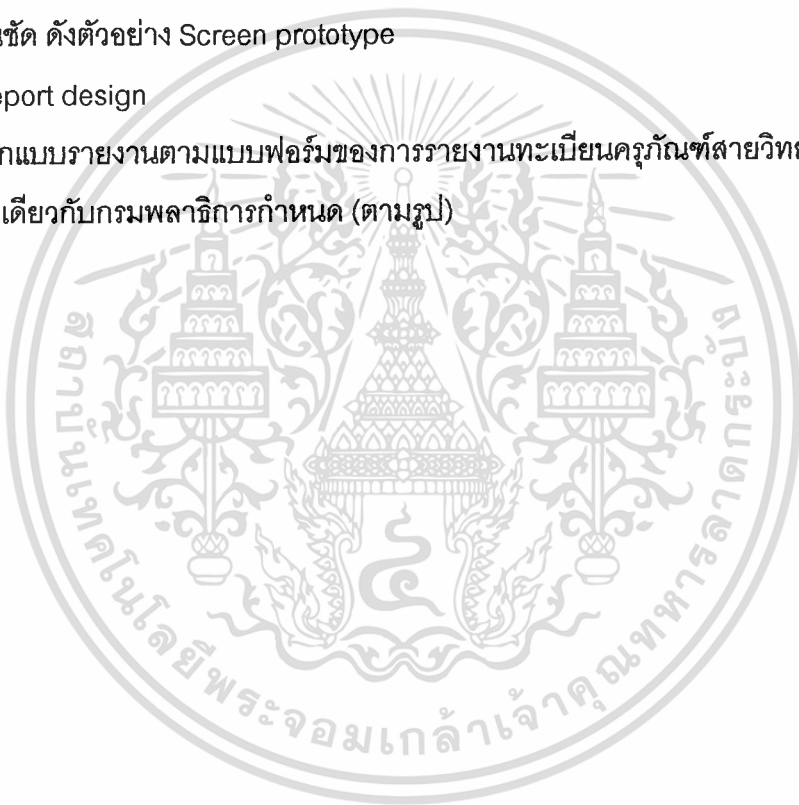 นชัด ดังตัวอย่าง Screen prototype
eport design
กแบบรายงานตามแบบฟอร์มของการรายงานทะเบียนครุภัณฑ์สายวิทย
เดียวกับกรมพลาธิการกำหนด (ตามรูป)
สถาบันเทคโนโลยีพระจอมเกล้าเจ้าคุณทหารลาดกระบัง